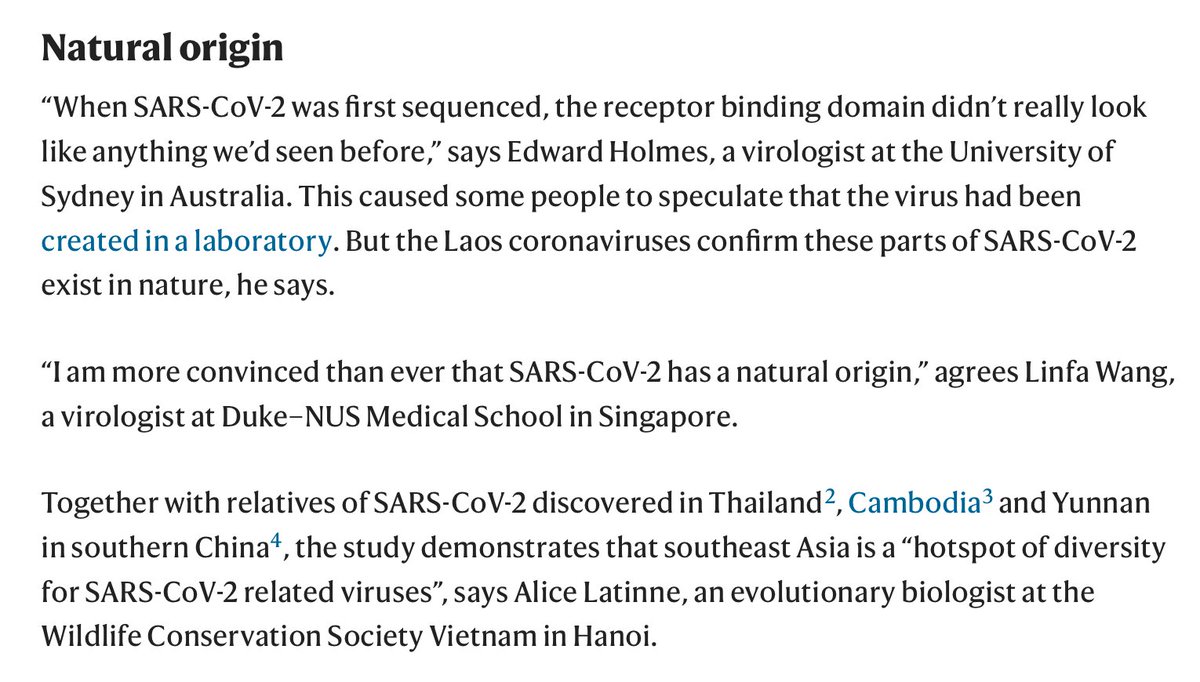 Natural origin
“When SARS-CoV-2 was first sequenced, the receptor binding domain didn’t really look
like anything we’d seen before,” says Edward Holmes, a virologist at the University of
Sydney in Australia. This caused some people to speculate that the virus had been
created in a laboratory. But the Laos coronaviruses confirm these parts of SARS-CoV-2
exist in nature, he says.
“I am more convinced than ever that SARS-CoV-2 has a natural origin,” agrees Linfa Wang,
a virologist at Duke–NUS Medical School in Singapore.
Together with relatives of SARS-CoV-2 discovered in Thailand2, Cambodia3 and Yunnan
in southern China4, the study demonstrates that southeast Asia is a “hotspot of diversity
for SARS-CoV-2 related viruses”, says Alice Latinne, an evolutionary biologist at the
Wildlife Conservation Society Vietnam in Hanoi.